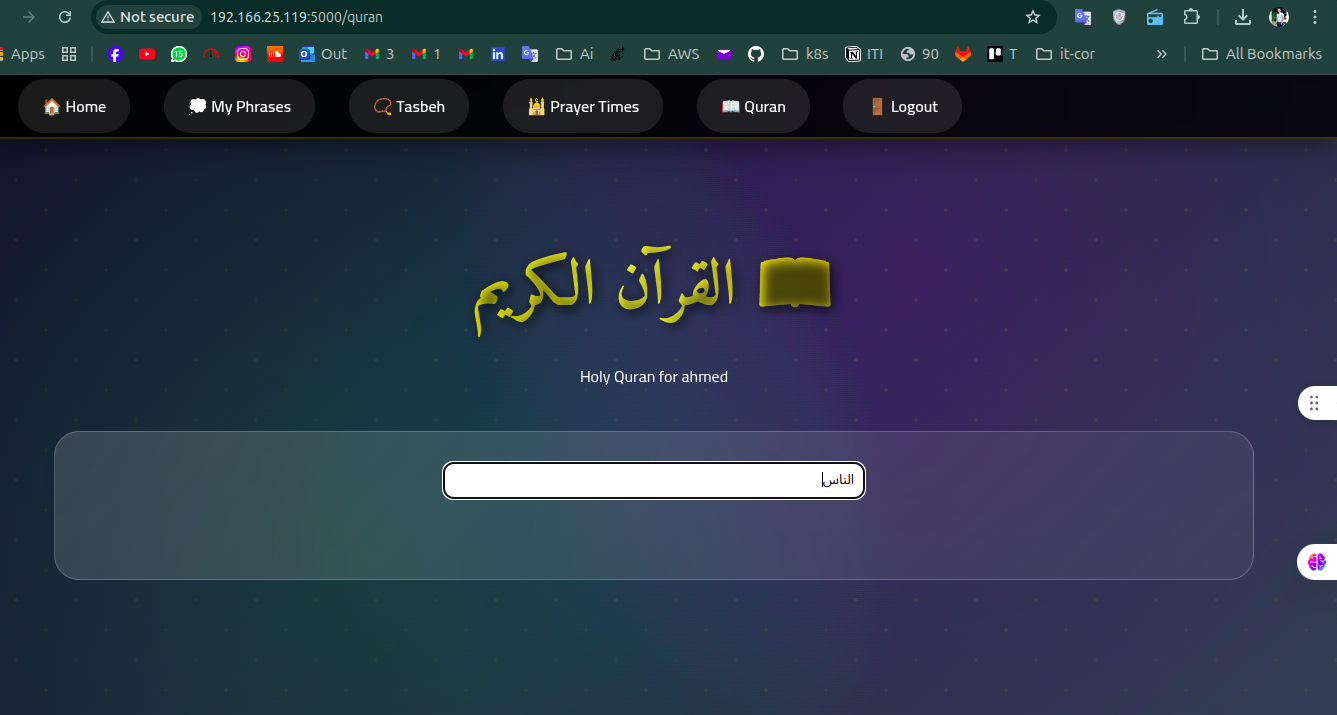 Not secure 192.166.25.119:5000/quran
Apps Out 3 1 Ai AWS k8s ITI 90 T it-cor » All Bookmarks
Home My Phrases Tasbeh Prayer Times Quran Logout
القرآن الكريم
Holy Quran for ahmed
الناس